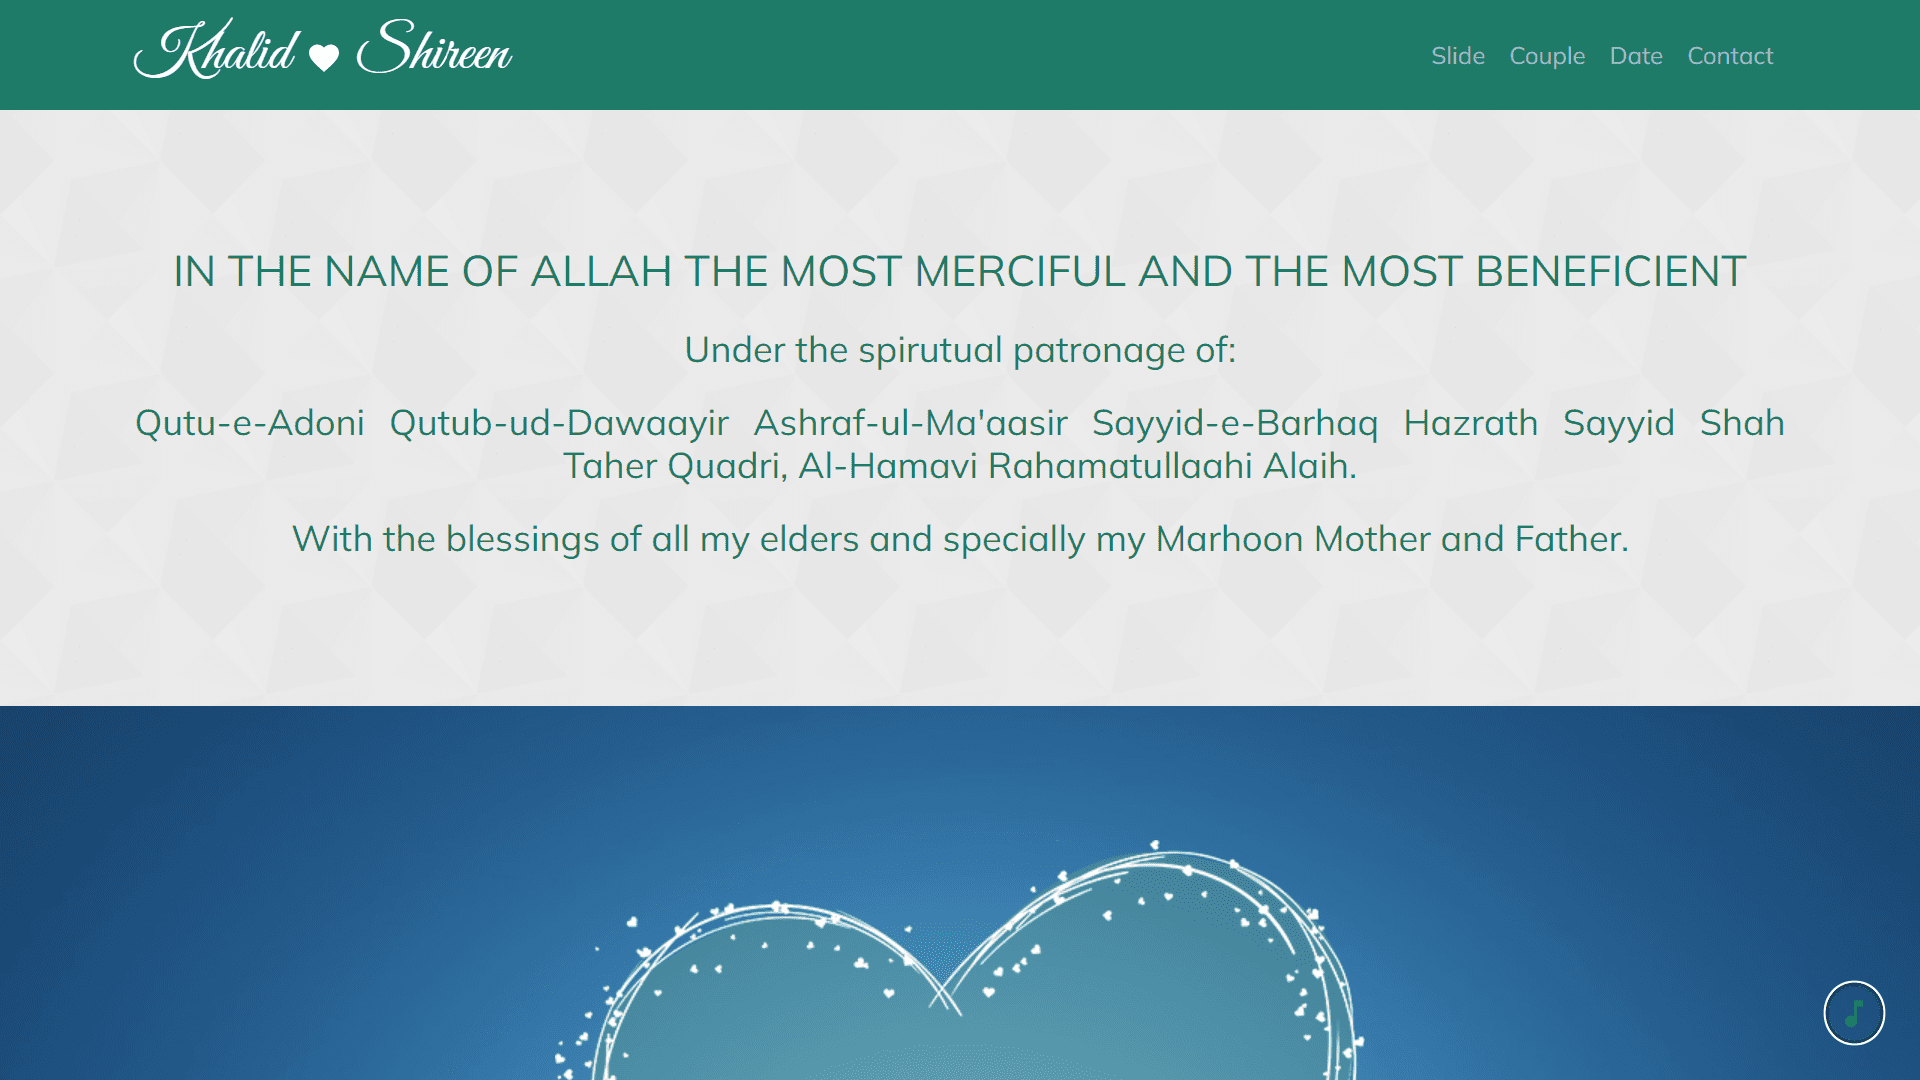 Khalid Shireen
Slide Couple Date Contact
IN THE NAME OF ALLAH THE MOST MERCIFUL AND THE MOST BENEFICIENT
Under the spirutual patronage of:
Qutu-e-Adoni Qutub-ud-Dawaayir Ashraf-ul-Ma'aasir Sayyid-e-Barhaq Hazrath Sayyid Shah
Taher Quadri, Al-Hamavi Rahamatullaahi Alaih.
With the blessings of all my elders and specially my Marhoon Mother and Father.